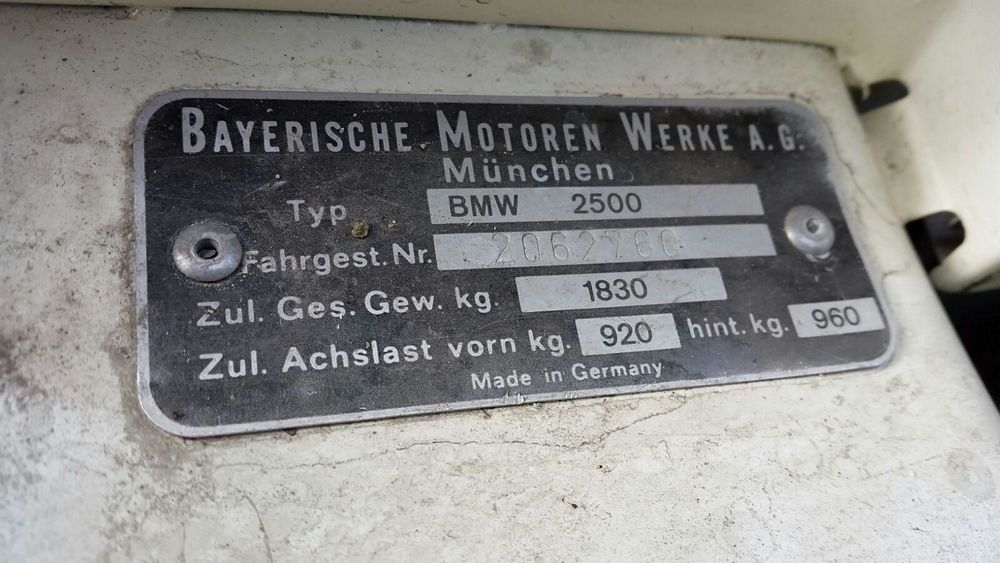 BAYERISCHE MOTOREN WERKE A.G.
München
Typ BMW 2500
Fahrgest.Nr. 2062760
Zul. Ges. Gew. kg. 1830
Zul. Achslast vorn kg. 920 hint. kg. 960
Made in Germany